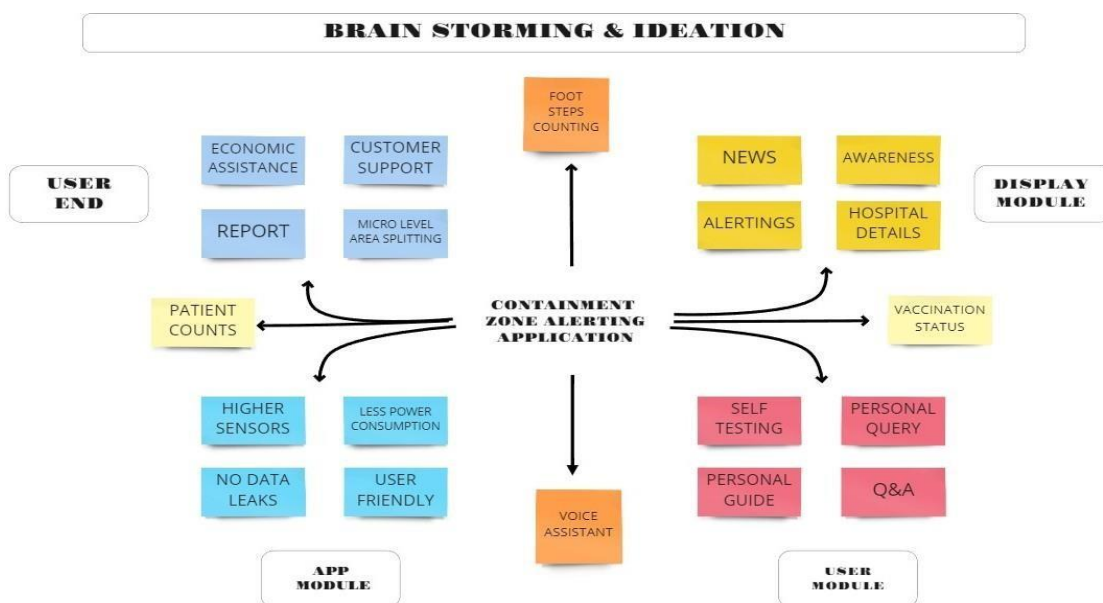 BRAIN STORMING & IDEATION
FOOT
STEPS
COUNTING
USER
END
ECONOMIC
ASSISTANCE
CUSTOMER
SUPPORT
REPORT
MICRO LEVEL
AREA SPLITTING
NEWS
AWARENESS
ALERTINGS
HOSPITAL
DETAILS
DISPLAY
MODULE
PATIENT
COUNTS
CONTAINMENT
ZONE ALERTING
APPLICATION
VACCINATION
STATUS
HIGHER
SENSORS
LESS POWER
CONSUMPTION
NO DATA
LEAKS
USER
FRIENDLY
SELF
TESTING
PERSONAL
QUERY
PERSONAL
GUIDE
Q&A
VOICE
ASSISTANT
APP
MODULE
USER
MODULE